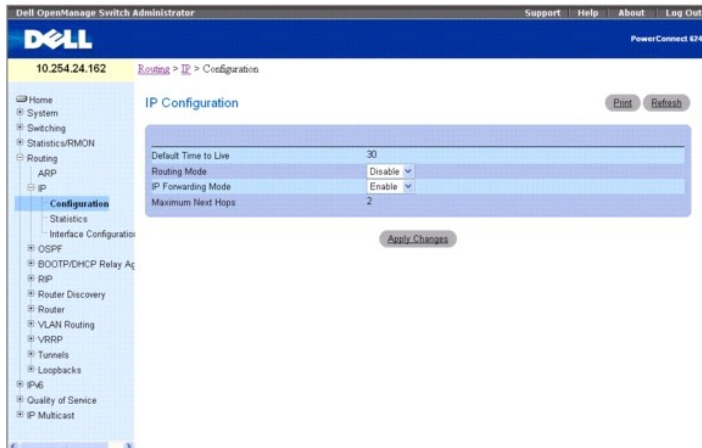 Dell OpenManage Switch Administrator
Support Help About Log Out
DELL
PowerConnect 624
10.254.24.162
Routing > IP > Configuration
Home
System
Switching
Statistics/RMON
Routing
ARP
IP
Configuration
Statistics
Interface Configuration
OSPF
BOOTP/DHCP Relay Ag
RIP
Router Discovery
Router
VLAN Routing
VRRP
Tunnels
Loopbacks
IPv6
Quality of Service
IP Multicast
IP Configuration
Print Refresh
Default Time to Live 30
Routing Mode Disable
IP Forwarding Mode Enable
Maximum Next Hops 2
Apply Changes